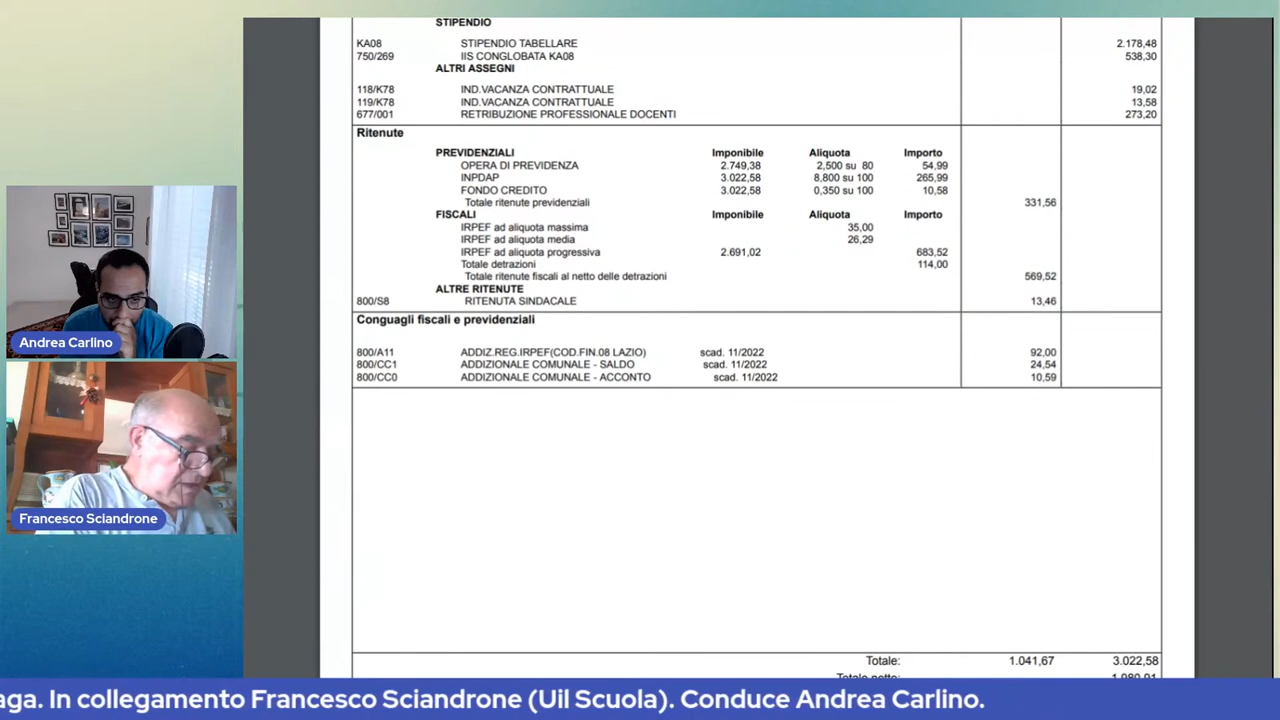 STIPENDIO
KA08 STIPENDIO TABELLARE 2.178,48
750/269 IIS CONGLOBATA KA08 538,30
ALTRI ASSEGNI
118/K78 IND.VACANZA CONTRATTUALE 19,02
119/K78 IND.VACANZA CONTRATTUALE 13,58
677/001 RETRIBUZIONE PROFESSIONALE DOCENTI 273,20
Ritenute
PREVIDENZIALI Imponibile Aliquota Importo
OPERA DI PREVIDENZA 2.749,38 2,500 su 80 54,99
INPDAP 3.022,58 8,800 su 100 265,99
FONDO CREDITO 3.022,58 0,350 su 100 10,58
Totale ritenute previdenziali 331,56
FISCALI Imponibile Aliquota Importo
IRPEF ad aliquota massima 35,00
IRPEF ad aliquota media 26,29
IRPEF ad aliquota progressiva 2.691,02 683,52
Totale detrazioni 114,00
Totale ritenute fiscali al netto delle detrazioni 569,52
ALTRE RITENUTE
800/S8 RITENUTA SINDACALE 13,46
Conguagli fiscali e previdenziali
800/A11 ADDIZ.REG.IRPEF(COD.FIN.08 LAZIO) scad. 11/2022 92,00
800/CC1 ADDIZIONALE COMUNALE - SALDO scad. 11/2022 24,54
800/CC0 ADDIZIONALE COMUNALE - ACCONTO scad. 11/2022 10,59
Totale: 1.041,67 3.022,58
Totale netto: 1.980,91
Andrea Carlino
Francesco Sciandrone
aga. In collegamento Francesco Sciandrone (Uil Scuola). Conduce Andrea Carlino.